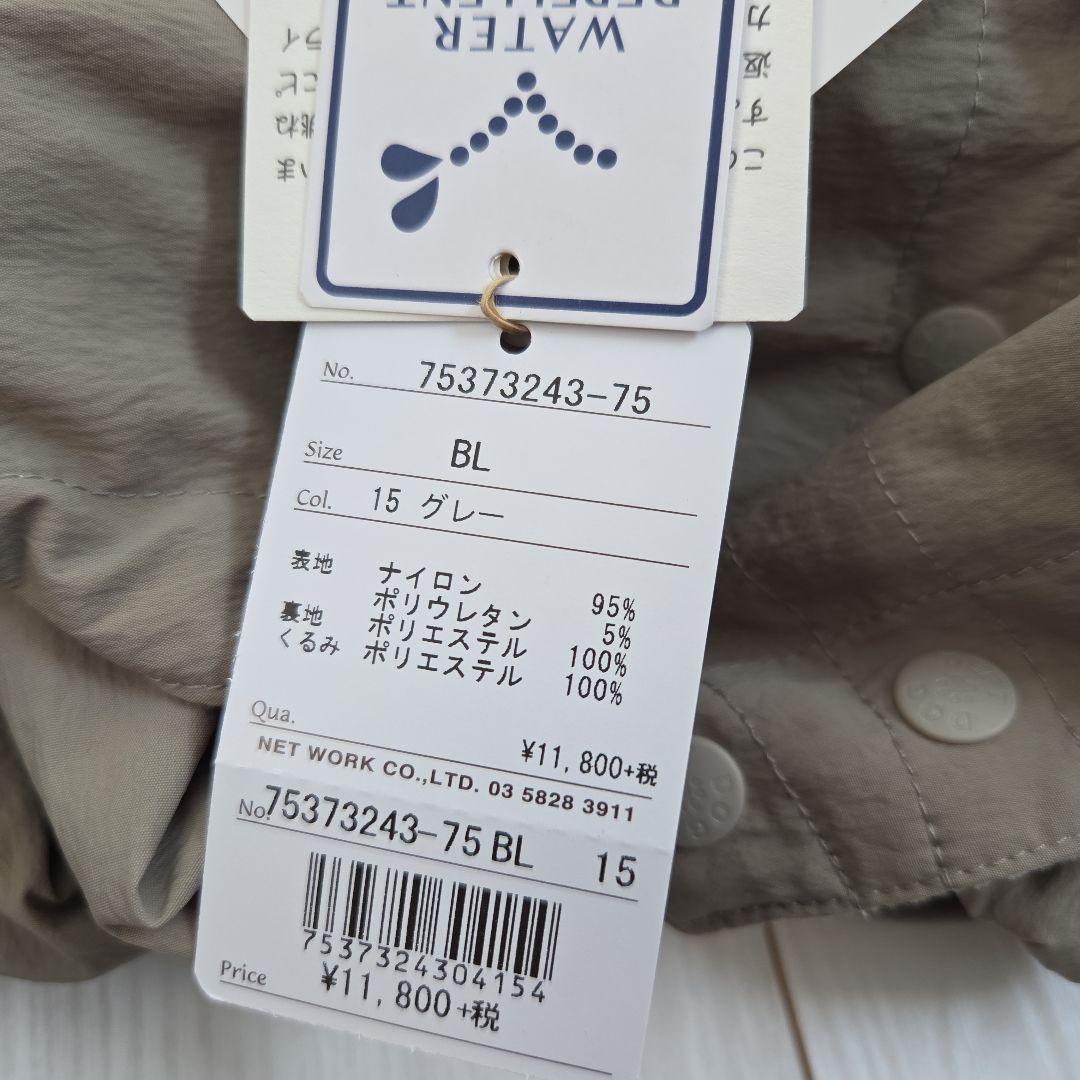 WATER
REPELLENT
No. 75373243-75
Size BL
Col. 15 グレー
表地 ナイロン 95%
ポリウレタン 5%
裏地 ポリエステル 100%
くるみ ポリエステル 100%
Qua.
¥11,800+税
NET WORK CO.,LTD. 03 5828 3911
No. 75373243-75 BL 15
7537324304154
Price ¥11,800+税